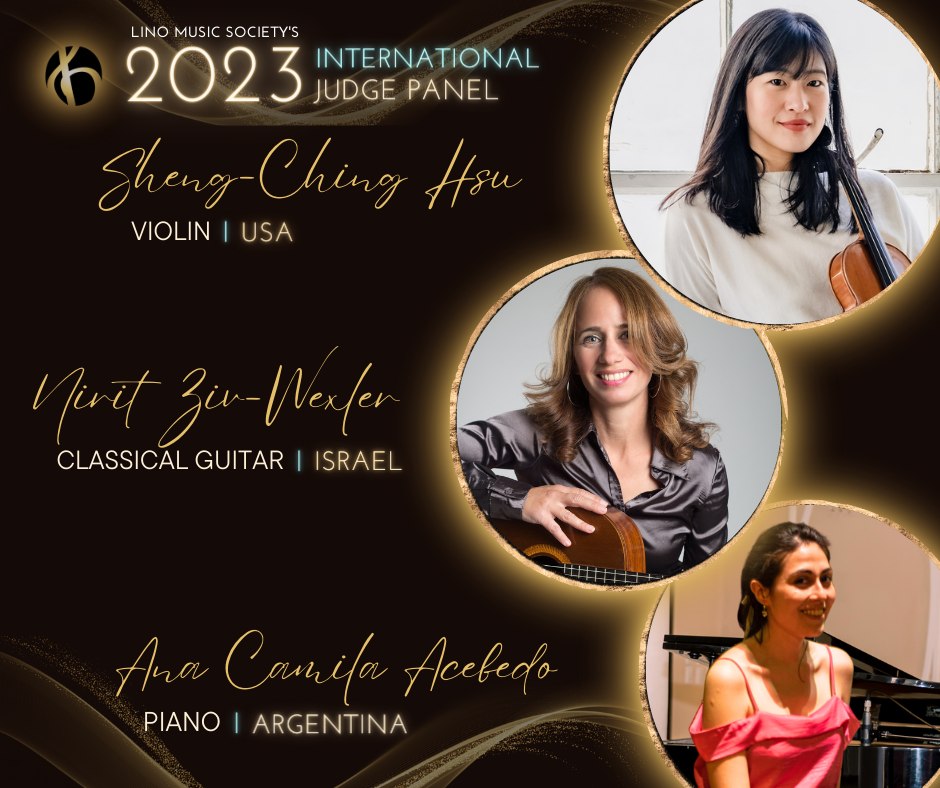 LINO MUSIC SOCIETY'S
2023 INTERNATIONAL
JUDGE PANEL
Sheng-Ching Hsu
VIOLIN | USA
Nirit Ziv-Wexler
CLASSICAL GUITAR | ISRAEL
Ana Camila Acebedo
PIANO | ARGENTINA